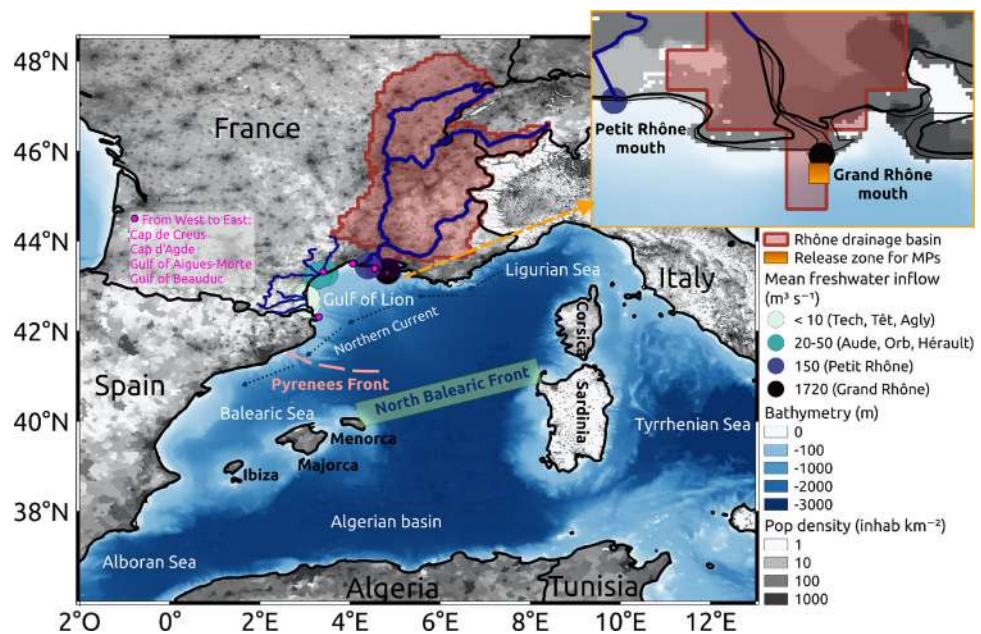 48°N
46°N
44°N
42°N
40°N
38°N
2°O
0°E
2°E
4°E
6°E
8°E
10°E
12°E
France
From West to East:
Cap de Creus
Cap d'Agde
Gulf of Aigues-Morte
Gulf of Beauduc
Gulf of Lion
Ligurian Sea
Italy
Northern Current
Corsica
Spain
Pyrenees Front
North Balearic Front
Balearic Sea
Menorca
Majorca
Ibiza
Sardinia
Tyrrhenian Sea
Algerian basin
Alboran Sea
Algeria
Tunisia
Petit Rhône
mouth
Grand Rhône
mouth
Rhône drainage basin
Release zone for MPs
Mean freshwater inflow
(m³ s⁻¹)
< 10 (Tech, Têt, Agly)
20-50 (Aude, Orb, Hérault)
150 (Petit Rhône)
1720 (Grand Rhône)
Bathymetry (m)
0
-100
-1000
-2000
-3000
Pop density (inhab km⁻²)
1
10
100
1000